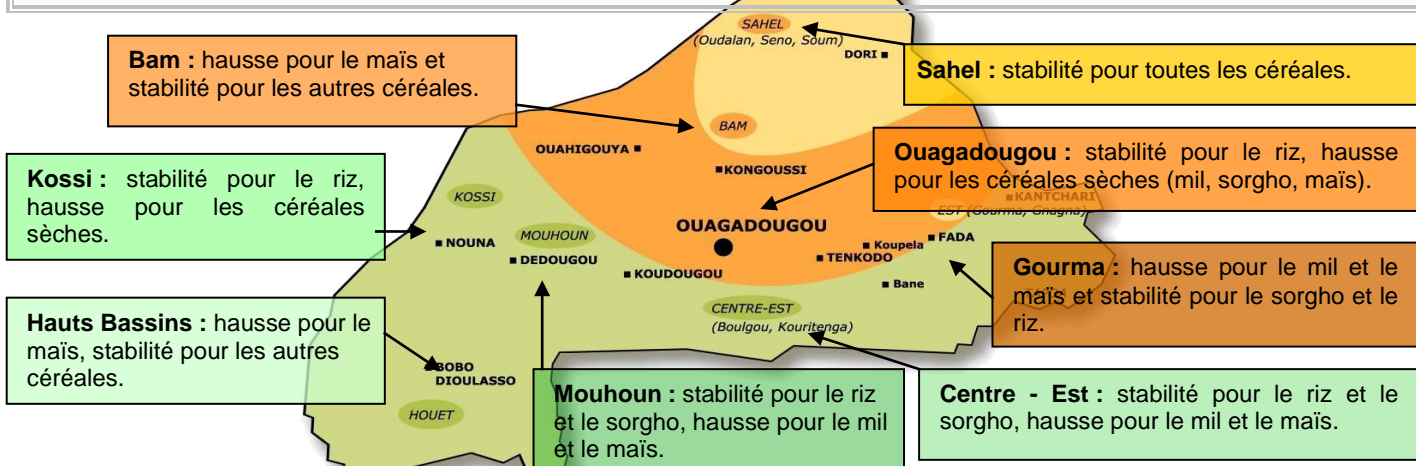 SAHEL
(Oudalan, Seno, Soum)
DORI
Bam : hausse pour le maïs et
stabilité pour les autres céréales.
Sahel : stabilité pour toutes les céréales.
BAM
OUAHIGOUYA
KONGOUSSI
Ouagadougou : stabilité pour le riz, hausse
pour les céréales sèches (mil, sorgho, maïs).
Kossi : stabilité pour le riz,
hausse pour les céréales
sèches.
KOSSI
KANTCHARI
EST (Gourma, Gnagna)
OUAGADOUGOU
NOUNA
MOUHOUN
DEDOUGOU
KOUDOUGOU
Koupela
FADA
TENKODO
Bane
Gourma : hausse pour le mil et le
maïs et stabilité pour le sorgho et le
riz.
CENTRE-EST
(Boulgou, Kouritenga)
Hauts Bassins : hausse pour le
maïs, stabilité pour les autres
céréales.
BOBO
DIOULASSO
HOUET
Mouhoun : stabilité pour le riz
et le sorgho, hausse pour le mil
et le maïs.
Centre - Est : stabilité pour le riz et le
sorgho, hausse pour le mil et le maïs.